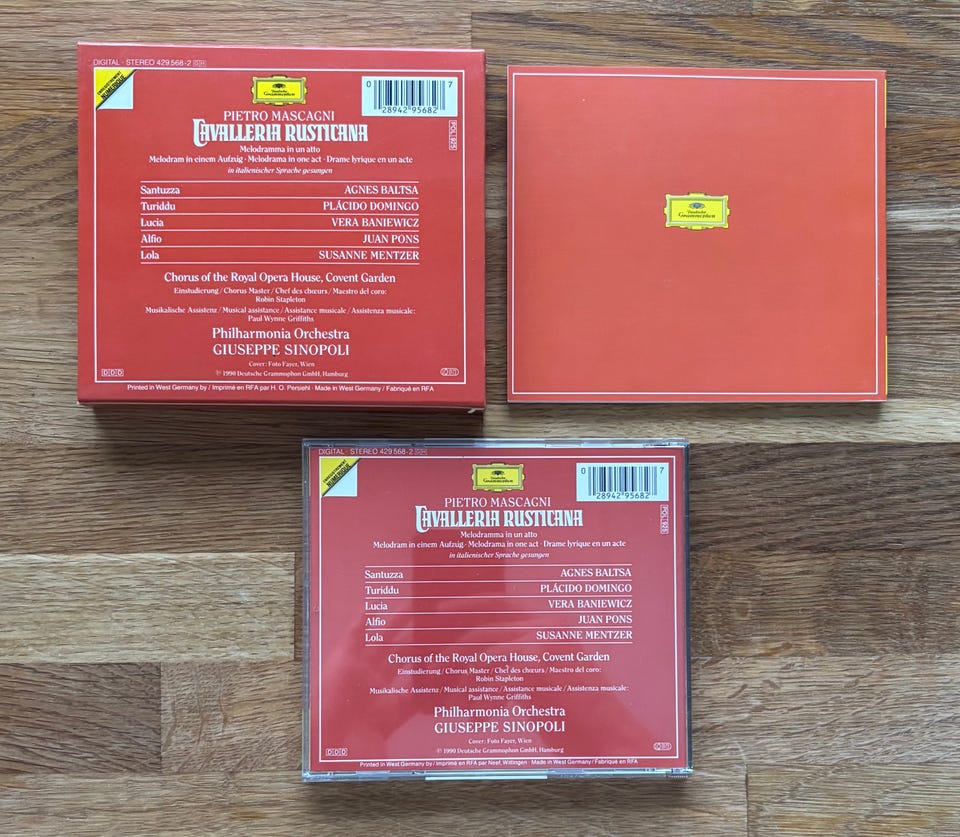 DIGITAL · STEREO 429 568-2 GH
ENREGISTREMENT
NUMÉRIQUE
Deutsche
Grammophon
0 28942 95682 7
POL 925
PIETRO MASCAGNI
CAVALLERIA RUSTICANA
Melodramma in un atto
Melodram in einem Aufzug · Melodrama in one act · Drame lyrique en un acte
in italienischer Sprache gesungen
Santuzza AGNES BALTSA
Turiddu PLÁCIDO DOMINGO
Lucia VERA BANIEWICZ
Alfio JUAN PONS
Lola SUSANNE MENTZER
Chorus of the Royal Opera House, Covent Garden
Einstudierung / Chorus Master / Chef des chœurs / Maestro del coro:
Robin Stapleton
Musikalische Assistenz / Musical assistance / Assistance musicale / Assistenza musicale:
Paul Wynne Griffiths
Philharmonia Orchestra
GIUSEPPE SINOPOLI
Cover: Foto Fayer, Wien
℗ 1990 Deutsche Grammophon GmbH, Hamburg
DDD
Printed in West Germany by / Imprimé en RFA par H. O. Persiehl · Made in West Germany / Fabriqué en RFA
Deutsche
Grammophon
DIGITAL · STEREO 429 568-2 GH
ENREGISTREMENT
NUMÉRIQUE
Deutsche
Grammophon
0 28942 95682 7
POL 925
PIETRO MASCAGNI
CAVALLERIA RUSTICANA
Melodramma in un atto
Melodram in einem Aufzug · Melodrama in one act · Drame lyrique en un acte
in italienischer Sprache gesungen
Santuzza AGNES BALTSA
Turiddu PLÁCIDO DOMINGO
Lucia VERA BANIEWICZ
Alfio JUAN PONS
Lola SUSANNE MENTZER
Chorus of the Royal Opera House, Covent Garden
Einstudierung / Chorus Master / Chef des chœurs / Maestro del coro:
Robin Stapleton
Musikalische Assistenz / Musical assistance / Assistance musicale / Assistenza musicale:
Paul Wynne Griffiths
Philharmonia Orchestra
GIUSEPPE SINOPOLI
Cover: Foto Fayer, Wien
℗ 1990 Deutsche Grammophon GmbH, Hamburg
DDD
Printed in West Germany by / Imprimé en RFA par Neef, Wittingen · Made in West Germany / Fabriqué en RFA